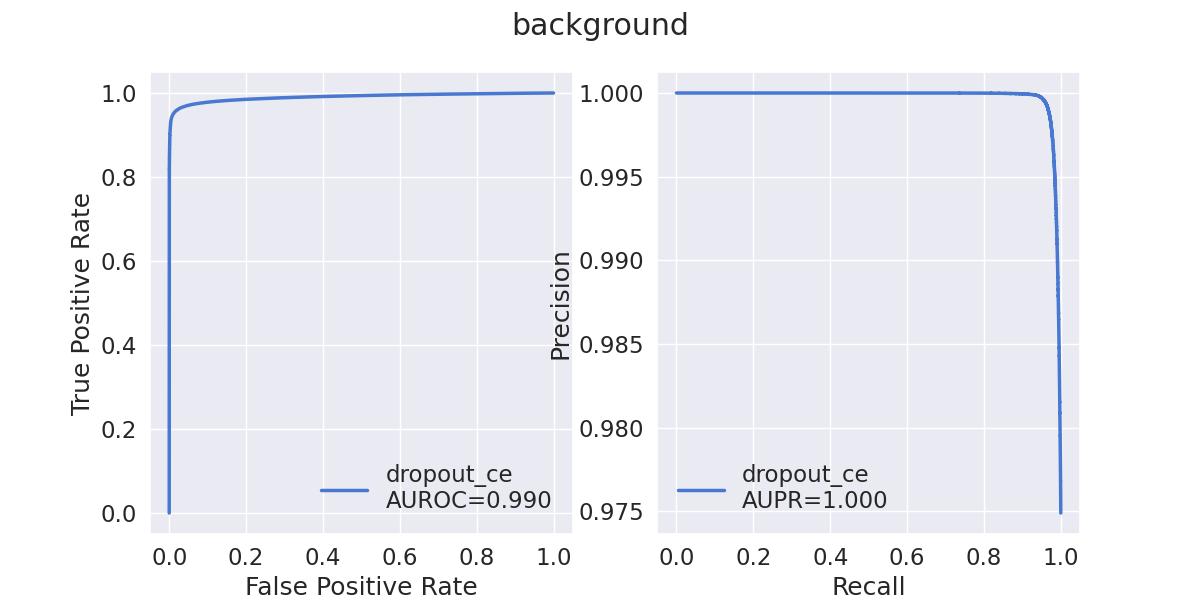 background
1.0
0.8
0.6
0.4
0.2
0.0
True Positive Rate
dropout_ce
AUROC=0.990
0.0 0.2 0.4 0.6 0.8 1.0
False Positive Rate
1.000
0.995
0.990
0.985
0.980
0.975
Precision
dropout_ce
AUPR=1.000
0.0 0.2 0.4 0.6 0.8 1.0
Recall